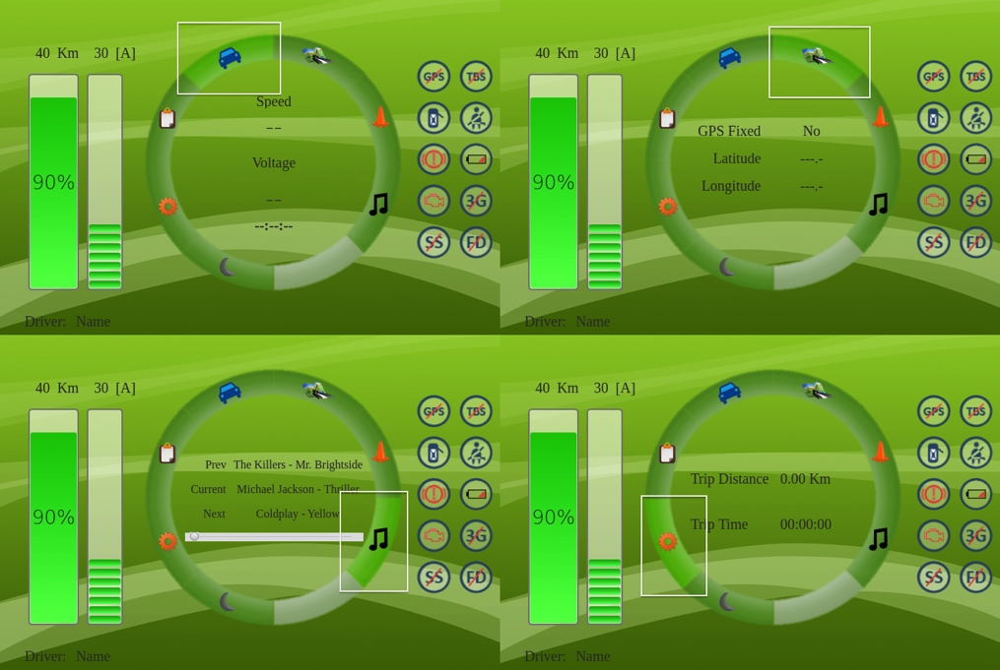 40 Km 30 [A]
Speed
--
Voltage
--
--:--:--
90%
GPS TBS
3G
SS FD
Driver: Name
40 Km 30 [A]
GPS Fixed No
Latitude ---.-
Longitude ---.-
90%
GPS TBS
3G
SS FD
Driver: Name
40 Km 30 [A]
Prev The Killers - Mr. Brightside
Current Michael Jackson - Thriller
Next Coldplay - Yellow
90%
GPS TBS
3G
SS FD
Driver: Name
40 Km 30 [A]
Trip Distance 0.00 Km
Trip Time 00:00:00
90%
GPS TBS
3G
SS FD
Driver: Name